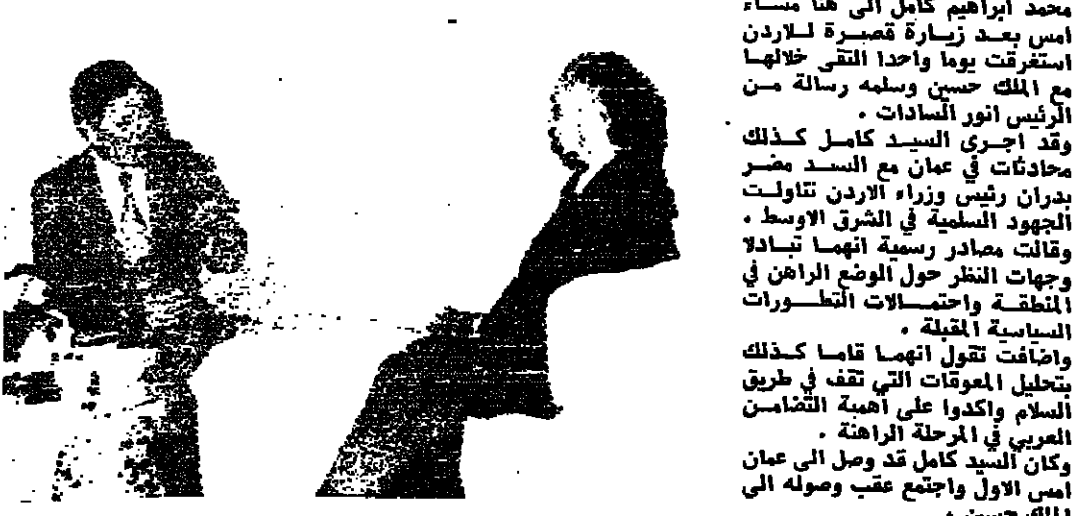 محمد ابراهيم كامل الى هنا مساء
امس بعد زيارة قصيرة للاردن
استغرقت يوما واحدا التقى خلالها
مع الملك حسين وسلمه رسالة من
الرئيس انور السادات .
وقد اجرى السيد كامل كذلك
محادثات في عمان مع السد مضر
بدران رئيس وزراء الاردن تناولت
الجهود السلمية في الشرق الاوسط .
وقالت مصادر رسمية انهما تبادلا
وجهات النظر حول الوضع الراهن في
المنطقة واحتمالات التطورات
السياسية المقبلة .
واضافت تقول انهما قاما كذلك
بتحليل المعوقات التي تقف في طريق
السلام واكدوا على أهمية التضامن
العربي في المرحلة الراهنة .
وكان السيد كامل قد وصل الى عمان
امس الاول واجتمع عقب وصوله الى
الملك حسين .